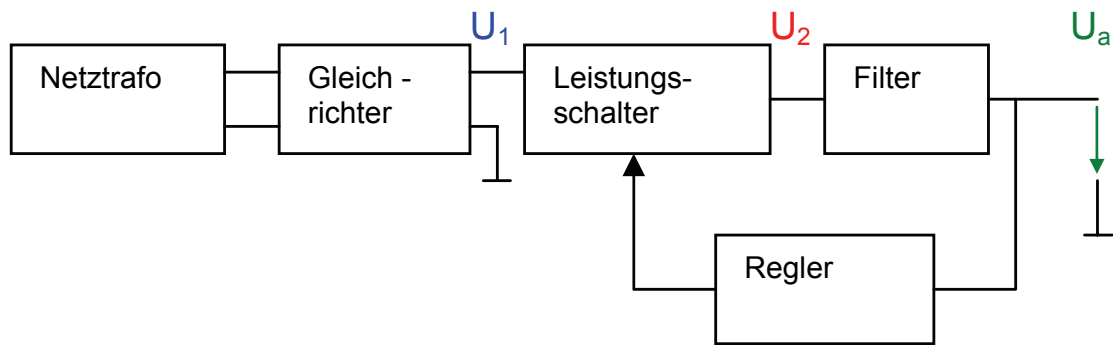 U₁
U₂
Uₐ
Netztrafo
Gleich -
richter
Leistungs-
schalter
Filter
Regler